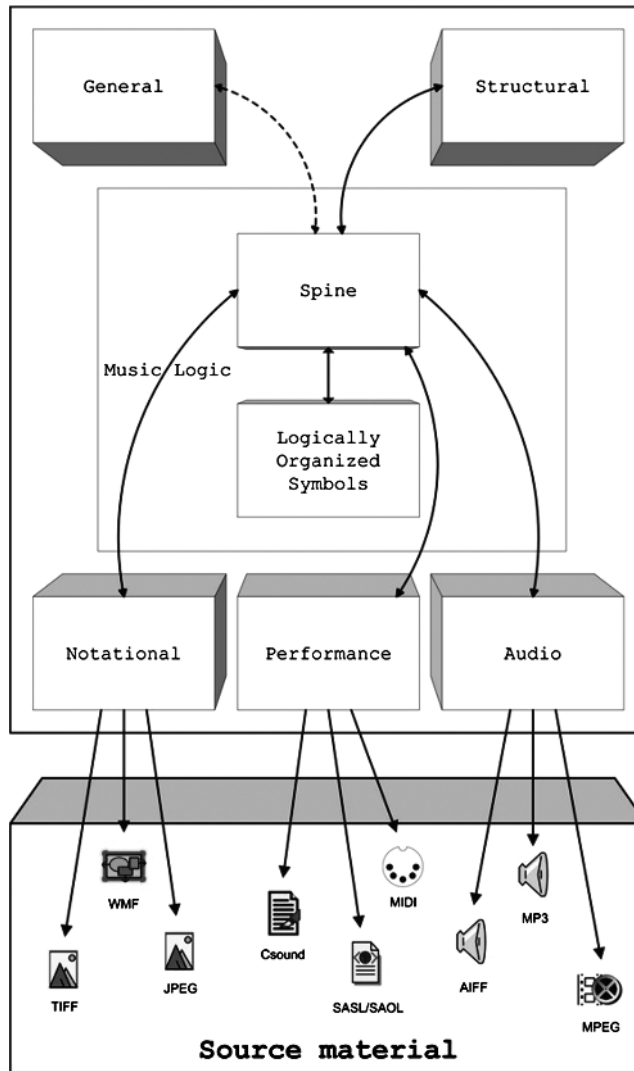 General
Structural
Spine
Music Logic
Logically
Organized
Symbols
Notational
Performance
Audio
WMF
MIDI
MP3
Csound
JPEG
AIFF
TIFF
SASL/SAOL
MPEG
Source material